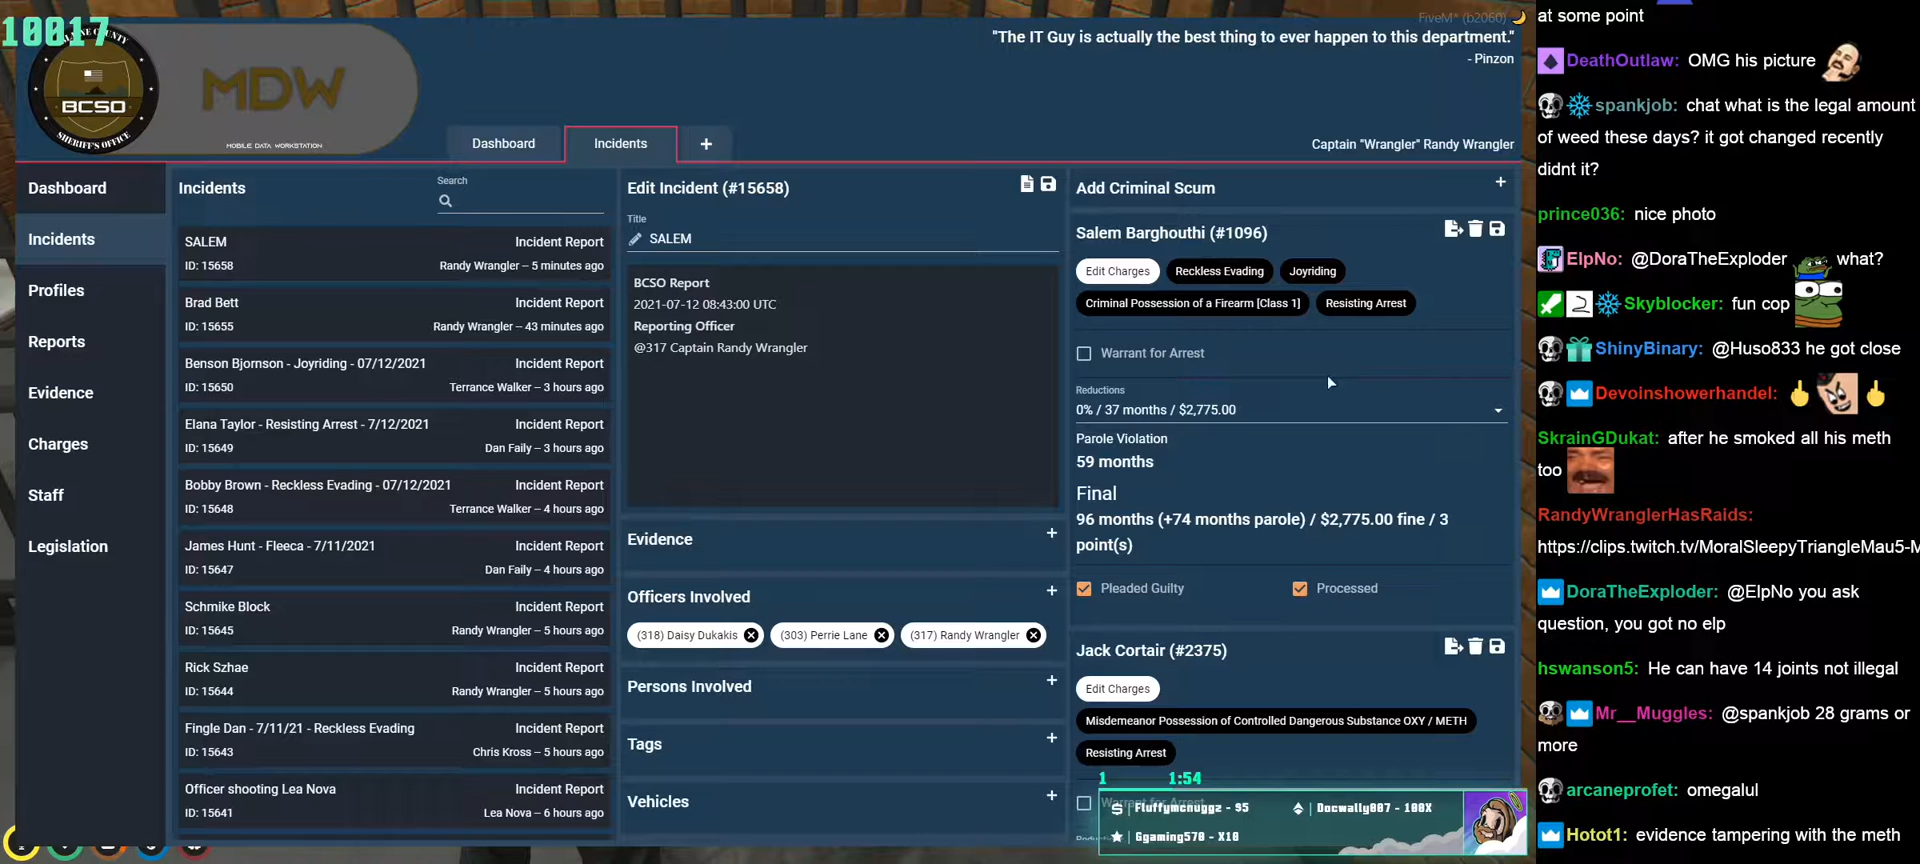 10017
FiveM* (b2060)
"The IT Guy is actually the best thing to ever happen to this department."
- Pinzon
BCSO
SHERIFF'S OFFICE
MDW
MOBILE DATA WORKSTATION
Dashboard
Incidents
+
Captain "Wrangler" Randy Wrangler
Dashboard
Incidents
Profiles
Reports
Evidence
Charges
Staff
Legislation
Incidents
Search
SALEM
Incident Report
ID: 15658
Randy Wrangler – 5 minutes ago
Brad Bett
Incident Report
ID: 15655
Randy Wrangler – 43 minutes ago
Benson Bjornson - Joyriding - 07/12/2021
Incident Report
ID: 15650
Terrance Walker – 3 hours ago
Elana Taylor - Resisting Arrest - 7/12/2021
Incident Report
ID: 15649
Dan Faily – 4 hours ago
Bobby Brown - Reckless Evading - 07/12/2021
Incident Report
ID: 15648
Terrance Walker – 4 hours ago
James Hunt - Fleeca - 7/11/2021
Incident Report
ID: 15647
Dan Faily – 4 hours ago
Schmike Block
Incident Report
ID: 15645
Randy Wrangler – 5 hours ago
Rick Szhae
Incident Report
ID: 15644
Randy Wrangler – 5 hours ago
Fingle Dan - 7/11/21 - Reckless Evading
Incident Report
ID: 15643
Chris Kross – 5 hours ago
Officer shooting Lea Nova
Incident Report
ID: 15641
Lea Nova – 6 hours ago
Edit Incident (#15658)
Title
SALEM
BCSO Report
2021-07-12 08:43:00 UTC
Reporting Officer
@317 Captain Randy Wrangler
Evidence
+
Officers Involved
+
(318) Daisy Dukakis
(303) Perrie Lane
(317) Randy Wrangler
Persons Involved
+
Tags
+
Vehicles
+
Add Criminal Scum
+
Salem Barghouthi (#1096)
Edit Charges
Reckless Evading
Joyriding
Criminal Possession of a Firearm [Class 1]
Resisting Arrest
Warrant for Arrest
Reductions
0% / 37 months / $2,775.00
Parole Violation
59 months
Final
96 months (+74 months parole) / $2,775.00 fine / 3
point(s)
Pleaded Guilty
Processed
Jack Cortair (#2375)
Edit Charges
Misdemeanor Possession of Controlled Dangerous Substance OXY / METH
Resisting Arrest
1
1:54
Warrant for Arrest
Fluffymchuggz - 95
Docwally007 - 100X
Ggaming570 - X10
at some point
DeathOutlaw: OMG his picture
spankjob: chat what is the legal amount
of weed these days? it got changed recently
didnt it?
prince036: nice photo
ElpNo: @DoraTheExploder what?
Skyblocker: fun cop
ShinyBinary: @Huso833 he got close
Devoinshowerhandel:
SkrainGDukat: after he smoked all his meth
too
RandyWranglerHasRaids:
https://clips.twitch.tv/MoralSleepyTriangleMau5-M
DoraTheExploder: @ElpNo you ask
question, you got no elp
hswanson5: He can have 14 joints not illegal
Mr__Muggles: @spankjob 28 grams or
more
arcaneprofet: omegalul
Hotot1: evidence tampering with the meth